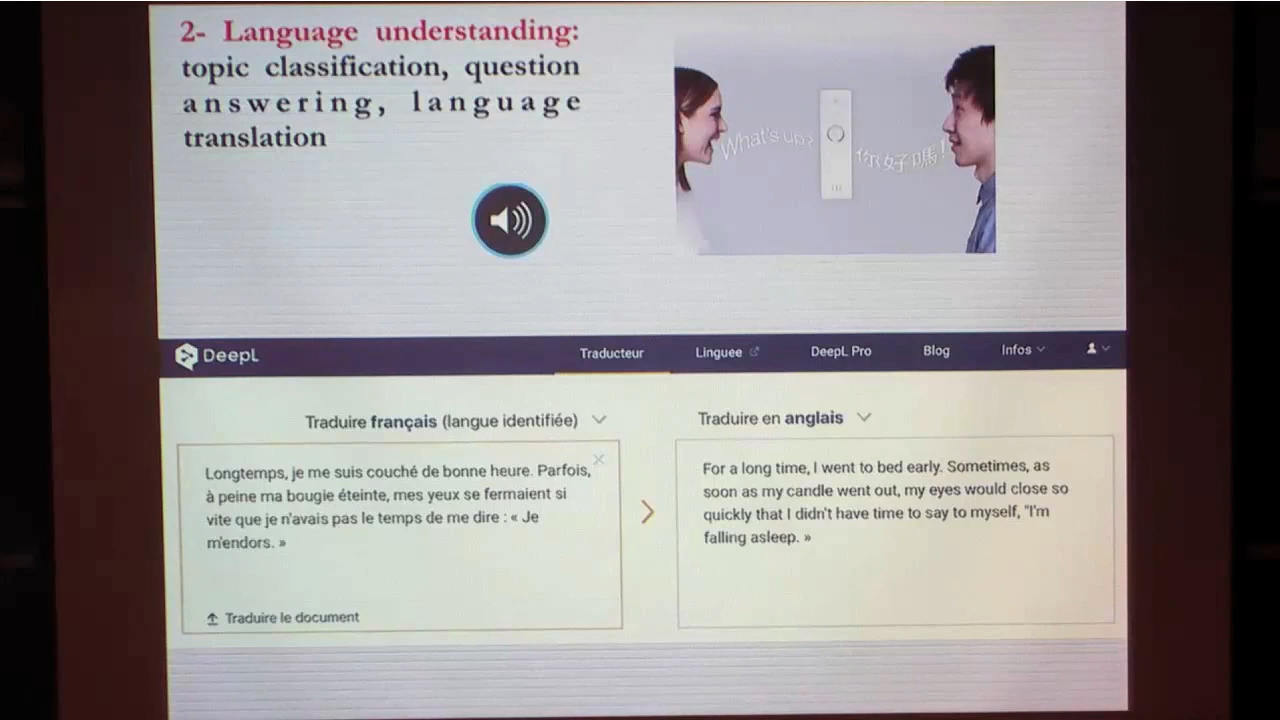 2- Language understanding:
topic classification, question
answering, language
translation
What's up?
你好嗎!
DeepL
Traducteur
Linguee
DeepL Pro
Blog
Infos
Traduire français (langue identifiée)
Traduire en anglais
Longtemps, je me suis couché de bonne heure. Parfois,
à peine ma bougie éteinte, mes yeux se fermaient si
vite que je n'avais pas le temps de me dire : « Je
m'endors. »
Traduire le document
For a long time, I went to bed early. Sometimes, as
soon as my candle went out, my eyes would close so
quickly that I didn't have time to say to myself, "I'm
falling asleep. »